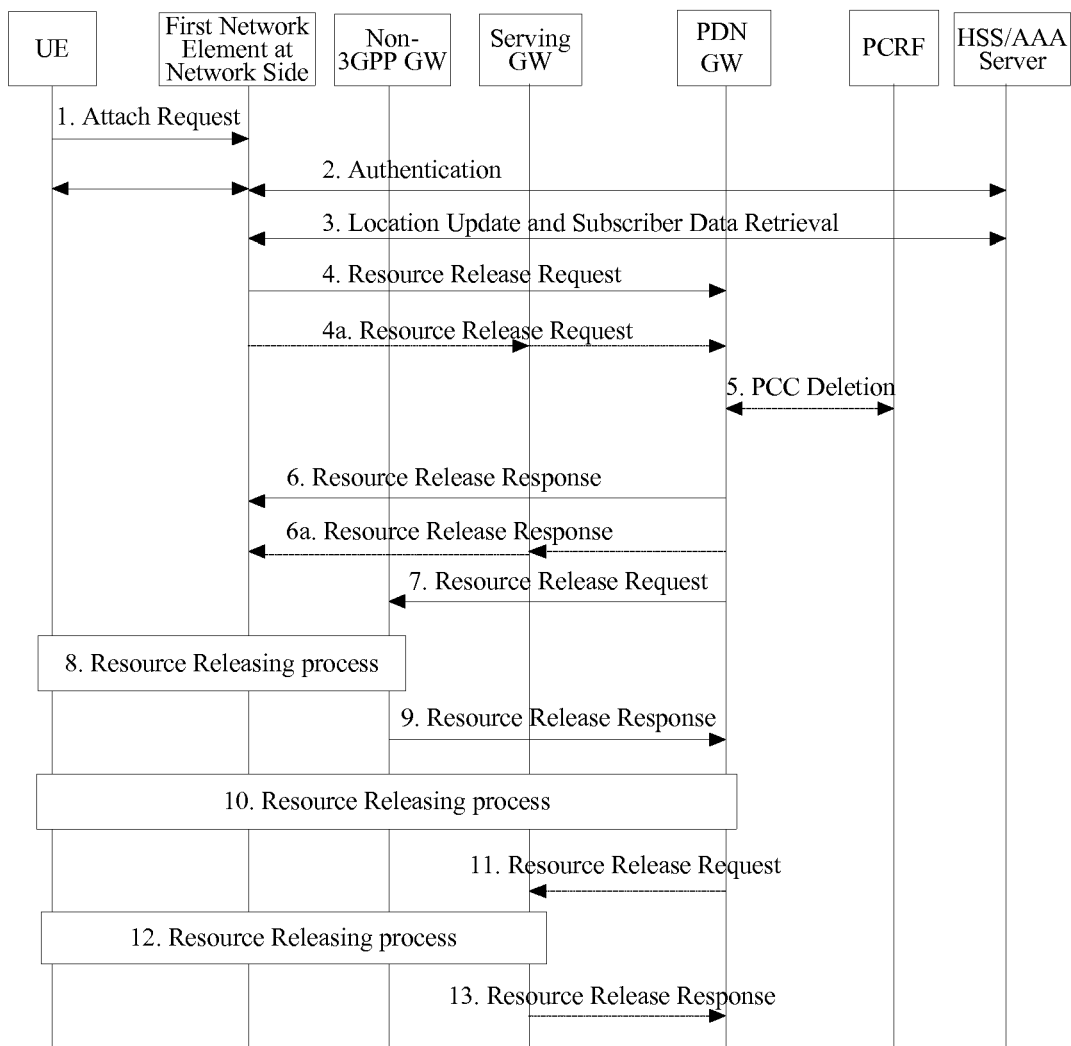 UE
First Network
Element at
Network Side
Non-
3GPP GW
Serving
GW
PDN
GW
PCRF
HSS/AAA
Server
1. Attach Request
2. Authentication
3. Location Update and Subscriber Data Retrieval
4. Resource Release Request
4a. Resource Release Request
5. PCC Deletion
6. Resource Release Response
6a. Resource Release Response
7. Resource Release Request
8. Resource Releasing process
9. Resource Release Response
10. Resource Releasing process
11. Resource Release Request
12. Resource Releasing process
13. Resource Release Response